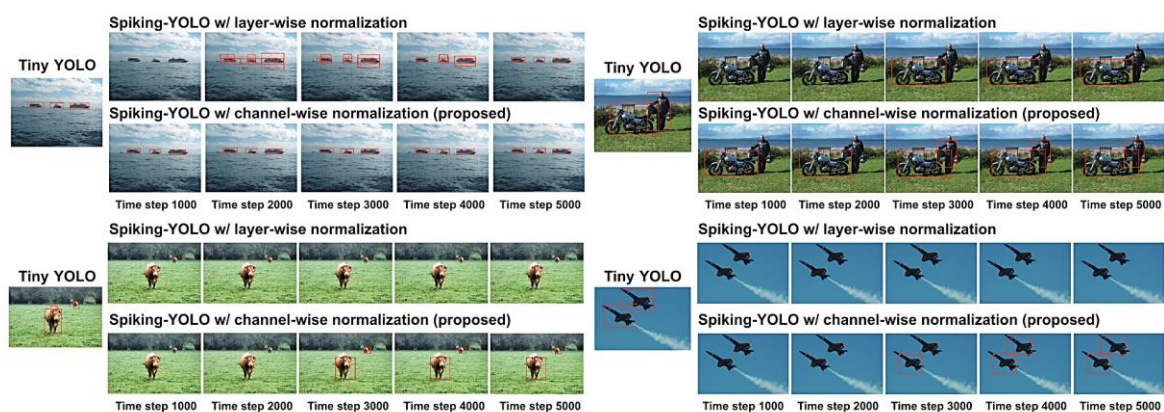 Spiking-YOLO w/ layer-wise normalization
Tiny YOLO
Spiking-YOLO w/ channel-wise normalization (proposed)
Time step 1000 Time step 2000 Time step 3000 Time step 4000 Time step 5000
Spiking-YOLO w/ layer-wise normalization
Tiny YOLO
Spiking-YOLO w/ channel-wise normalization (proposed)
Time step 1000 Time step 2000 Time step 3000 Time step 4000 Time step 5000
Spiking-YOLO w/ layer-wise normalization
Tiny YOLO
Spiking-YOLO w/ channel-wise normalization (proposed)
Time step 1000 Time step 2000 Time step 3000 Time step 4000 Time step 5000
Spiking-YOLO w/ layer-wise normalization
Tiny YOLO
Spiking-YOLO w/ channel-wise normalization (proposed)
Time step 1000 Time step 2000 Time step 3000 Time step 4000 Time step 5000